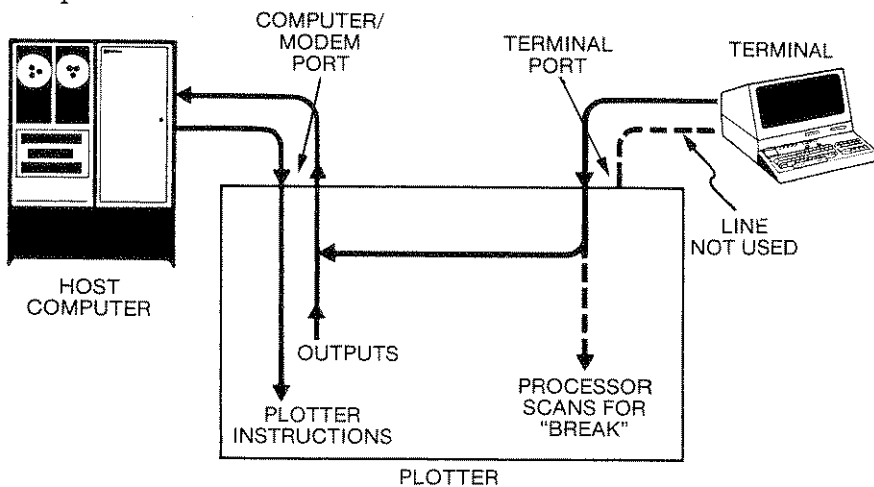 COMPUTER/
MODEM
PORT
TERMINAL
PORT
TERMINAL
LINE
NOT USED
HOST
COMPUTER
OUTPUTS
PLOTTER
INSTRUCTIONS
PROCESSOR
SCANS FOR
"BREAK"
PLOTTER